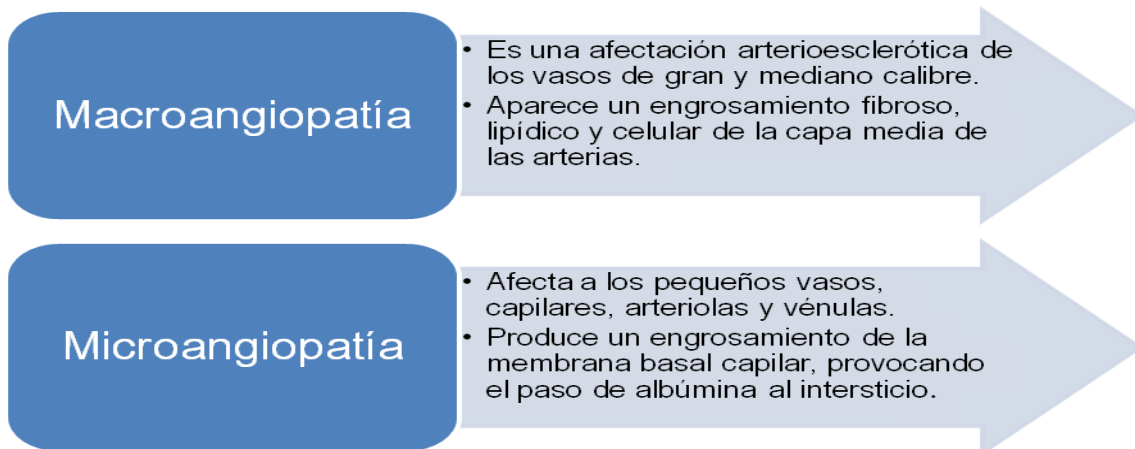 Macroangiopatía
• Es una afectación arterioesclerótica de
los vasos de gran y mediano calibre.
• Aparece un engrosamiento fibroso,
lipídico y celular de la capa media de
las arterias.
Microangiopatía
• Afecta a los pequeños vasos,
capilares, arteriolas y vénulas.
• Produce un engrosamiento de la
membrana basal capilar, provocando
el paso de albúmina al intersticio.